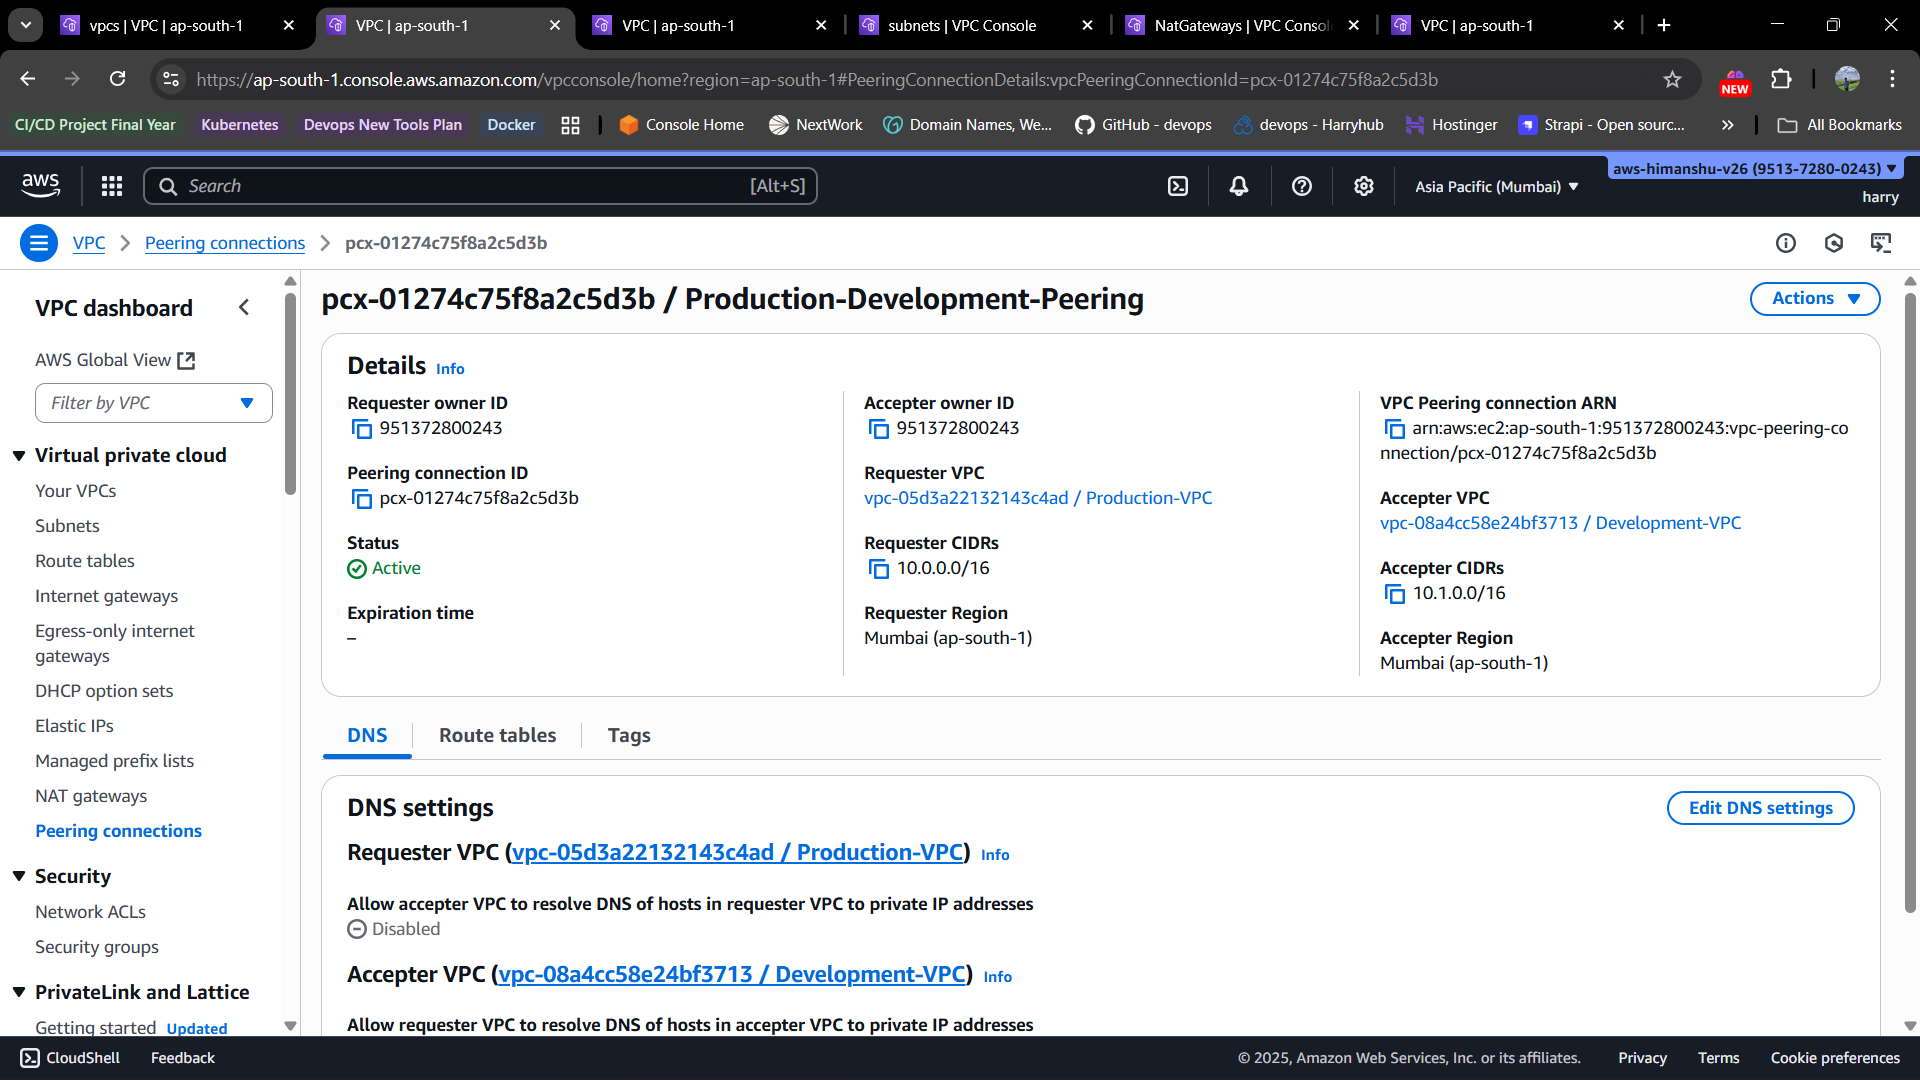 vpcs | VPC | ap-south-1
VPC | ap-south-1
VPC | ap-south-1
subnets | VPC Console
NatGateways | VPC Consol
VPC | ap-south-1
https://ap-south-1.console.aws.amazon.com/vpcconsole/home?region=ap-south-1#PeeringConnectionDetails:vpcPeeringConnectionId=pcx-01274c75f8a2c5d3b
NEW
CI/CD Project Final Year
Kubernetes
Devops New Tools Plan
Docker
Console Home
NextWork
Domain Names, We...
GitHub - devops
devops - Harryhub
Hostinger
Strapi - Open sourc...
All Bookmarks
aws
Search
[Alt+S]
Asia Pacific (Mumbai)
aws-himanshu-v26 (9513-7280-0243)
harry
VPC
Peering connections
pcx-01274c75f8a2c5d3b
VPC dashboard
AWS Global View
Filter by VPC
Virtual private cloud
Your VPCs
Subnets
Route tables
Internet gateways
Egress-only internet
gateways
DHCP option sets
Elastic IPs
Managed prefix lists
NAT gateways
Peering connections
Security
Network ACLs
Security groups
PrivateLink and Lattice
Getting started Updated
pcx-01274c75f8a2c5d3b / Production-Development-Peering
Actions
Details Info
Requester owner ID
951372800243
Peering connection ID
pcx-01274c75f8a2c5d3b
Status
Active
Expiration time
–
Accepter owner ID
951372800243
Requester VPC
vpc-05d3a22132143c4ad / Production-VPC
Requester CIDRs
10.0.0.0/16
Requester Region
Mumbai (ap-south-1)
VPC Peering connection ARN
arn:aws:ec2:ap-south-1:951372800243:vpc-peering-co
nnection/pcx-01274c75f8a2c5d3b
Accepter VPC
vpc-08a4cc58e24bf3713 / Development-VPC
Accepter CIDRs
10.1.0.0/16
Accepter Region
Mumbai (ap-south-1)
DNS
Route tables
Tags
DNS settings
Edit DNS settings
Requester VPC (vpc-05d3a22132143c4ad / Production-VPC) Info
Allow accepter VPC to resolve DNS of hosts in requester VPC to private IP addresses
Disabled
Accepter VPC (vpc-08a4cc58e24bf3713 / Development-VPC) Info
Allow requester VPC to resolve DNS of hosts in accepter VPC to private IP addresses
CloudShell
Feedback
© 2025, Amazon Web Services, Inc. or its affiliates.
Privacy
Terms
Cookie preferences